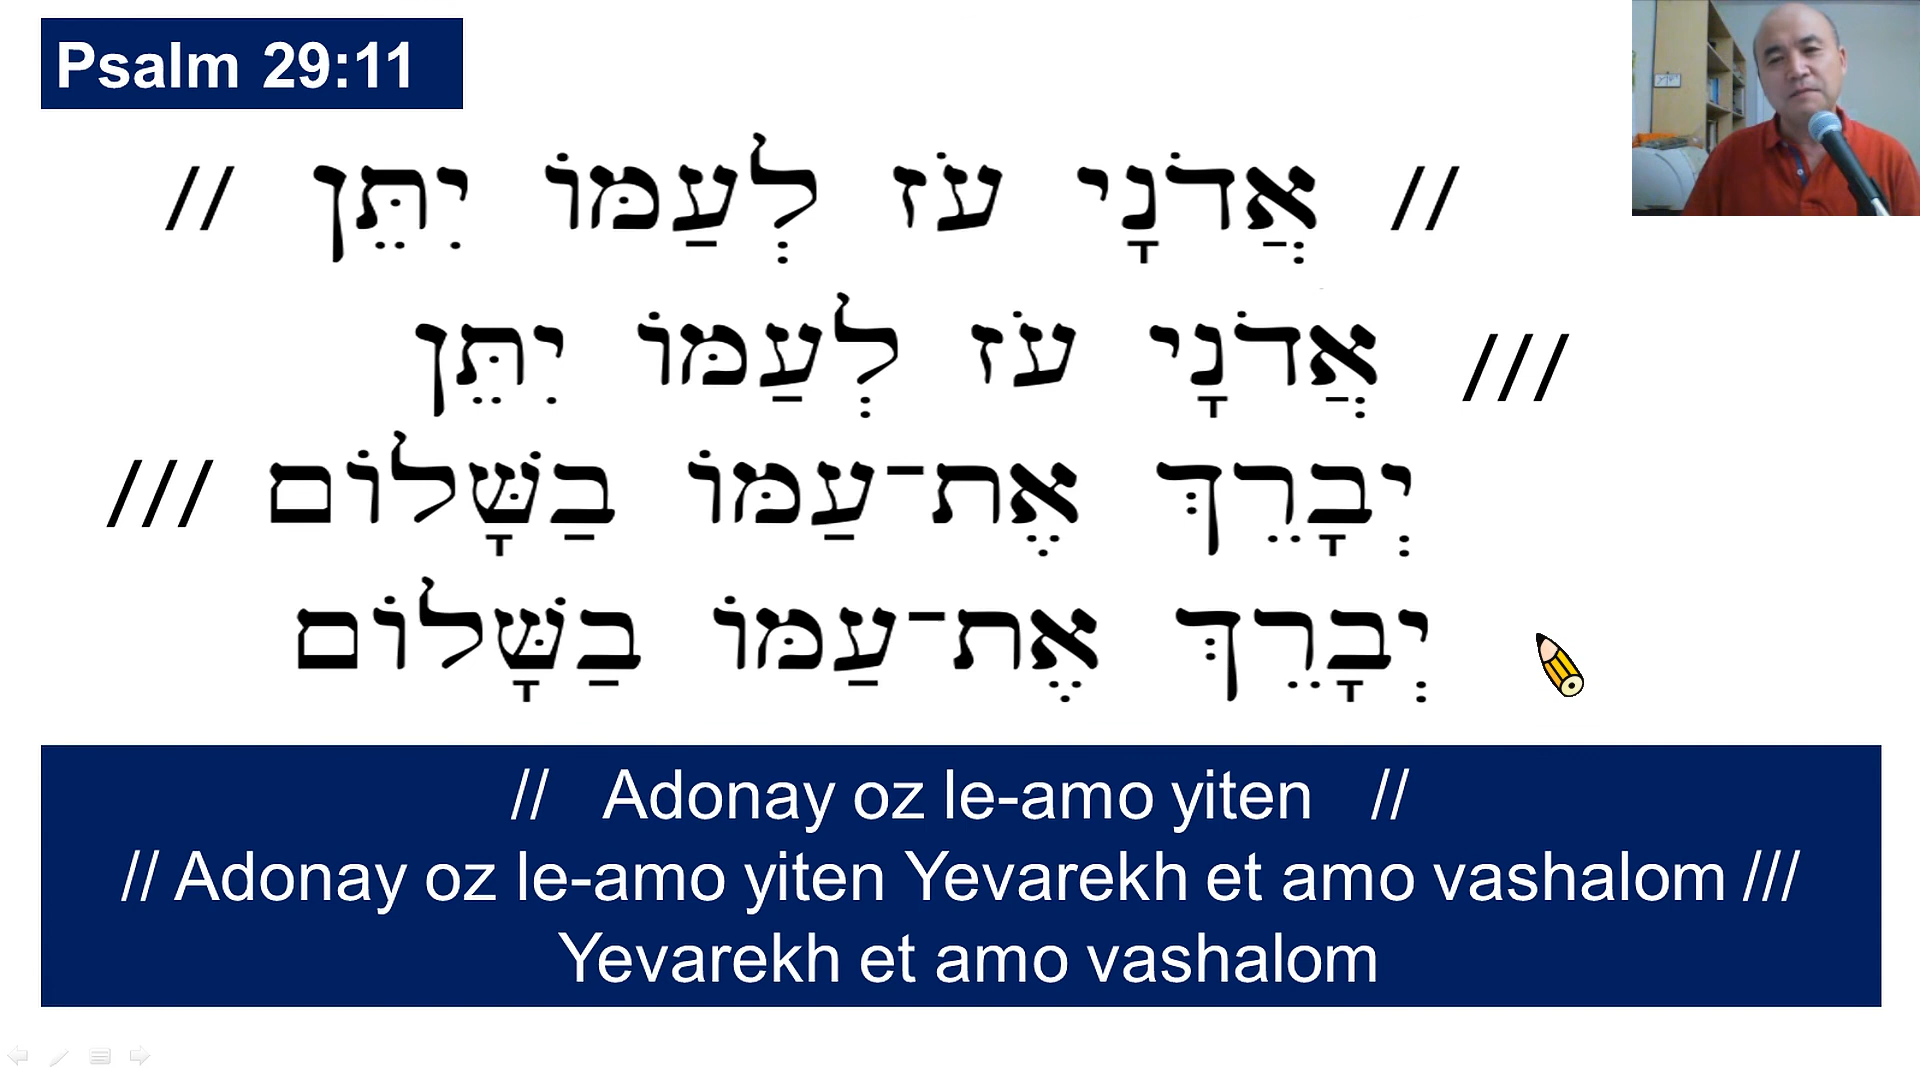 Psalm 29:11
// אֲדֹנָי עֹז לְעַמּוֹ יִתֵּן //
/// אֲדֹנָי עֹז לְעַמּוֹ יִתֵּן
יְבָרֵךְ אֶת־עַמּוֹ בַשָּׁלוֹם ///
יְבָרֵךְ אֶת־עַמּוֹ בַשָּׁלוֹם
// Adonay oz le-amo yiten //
// Adonay oz le-amo yiten Yevarekh et amo vashalom ///
Yevarekh et amo vashalom